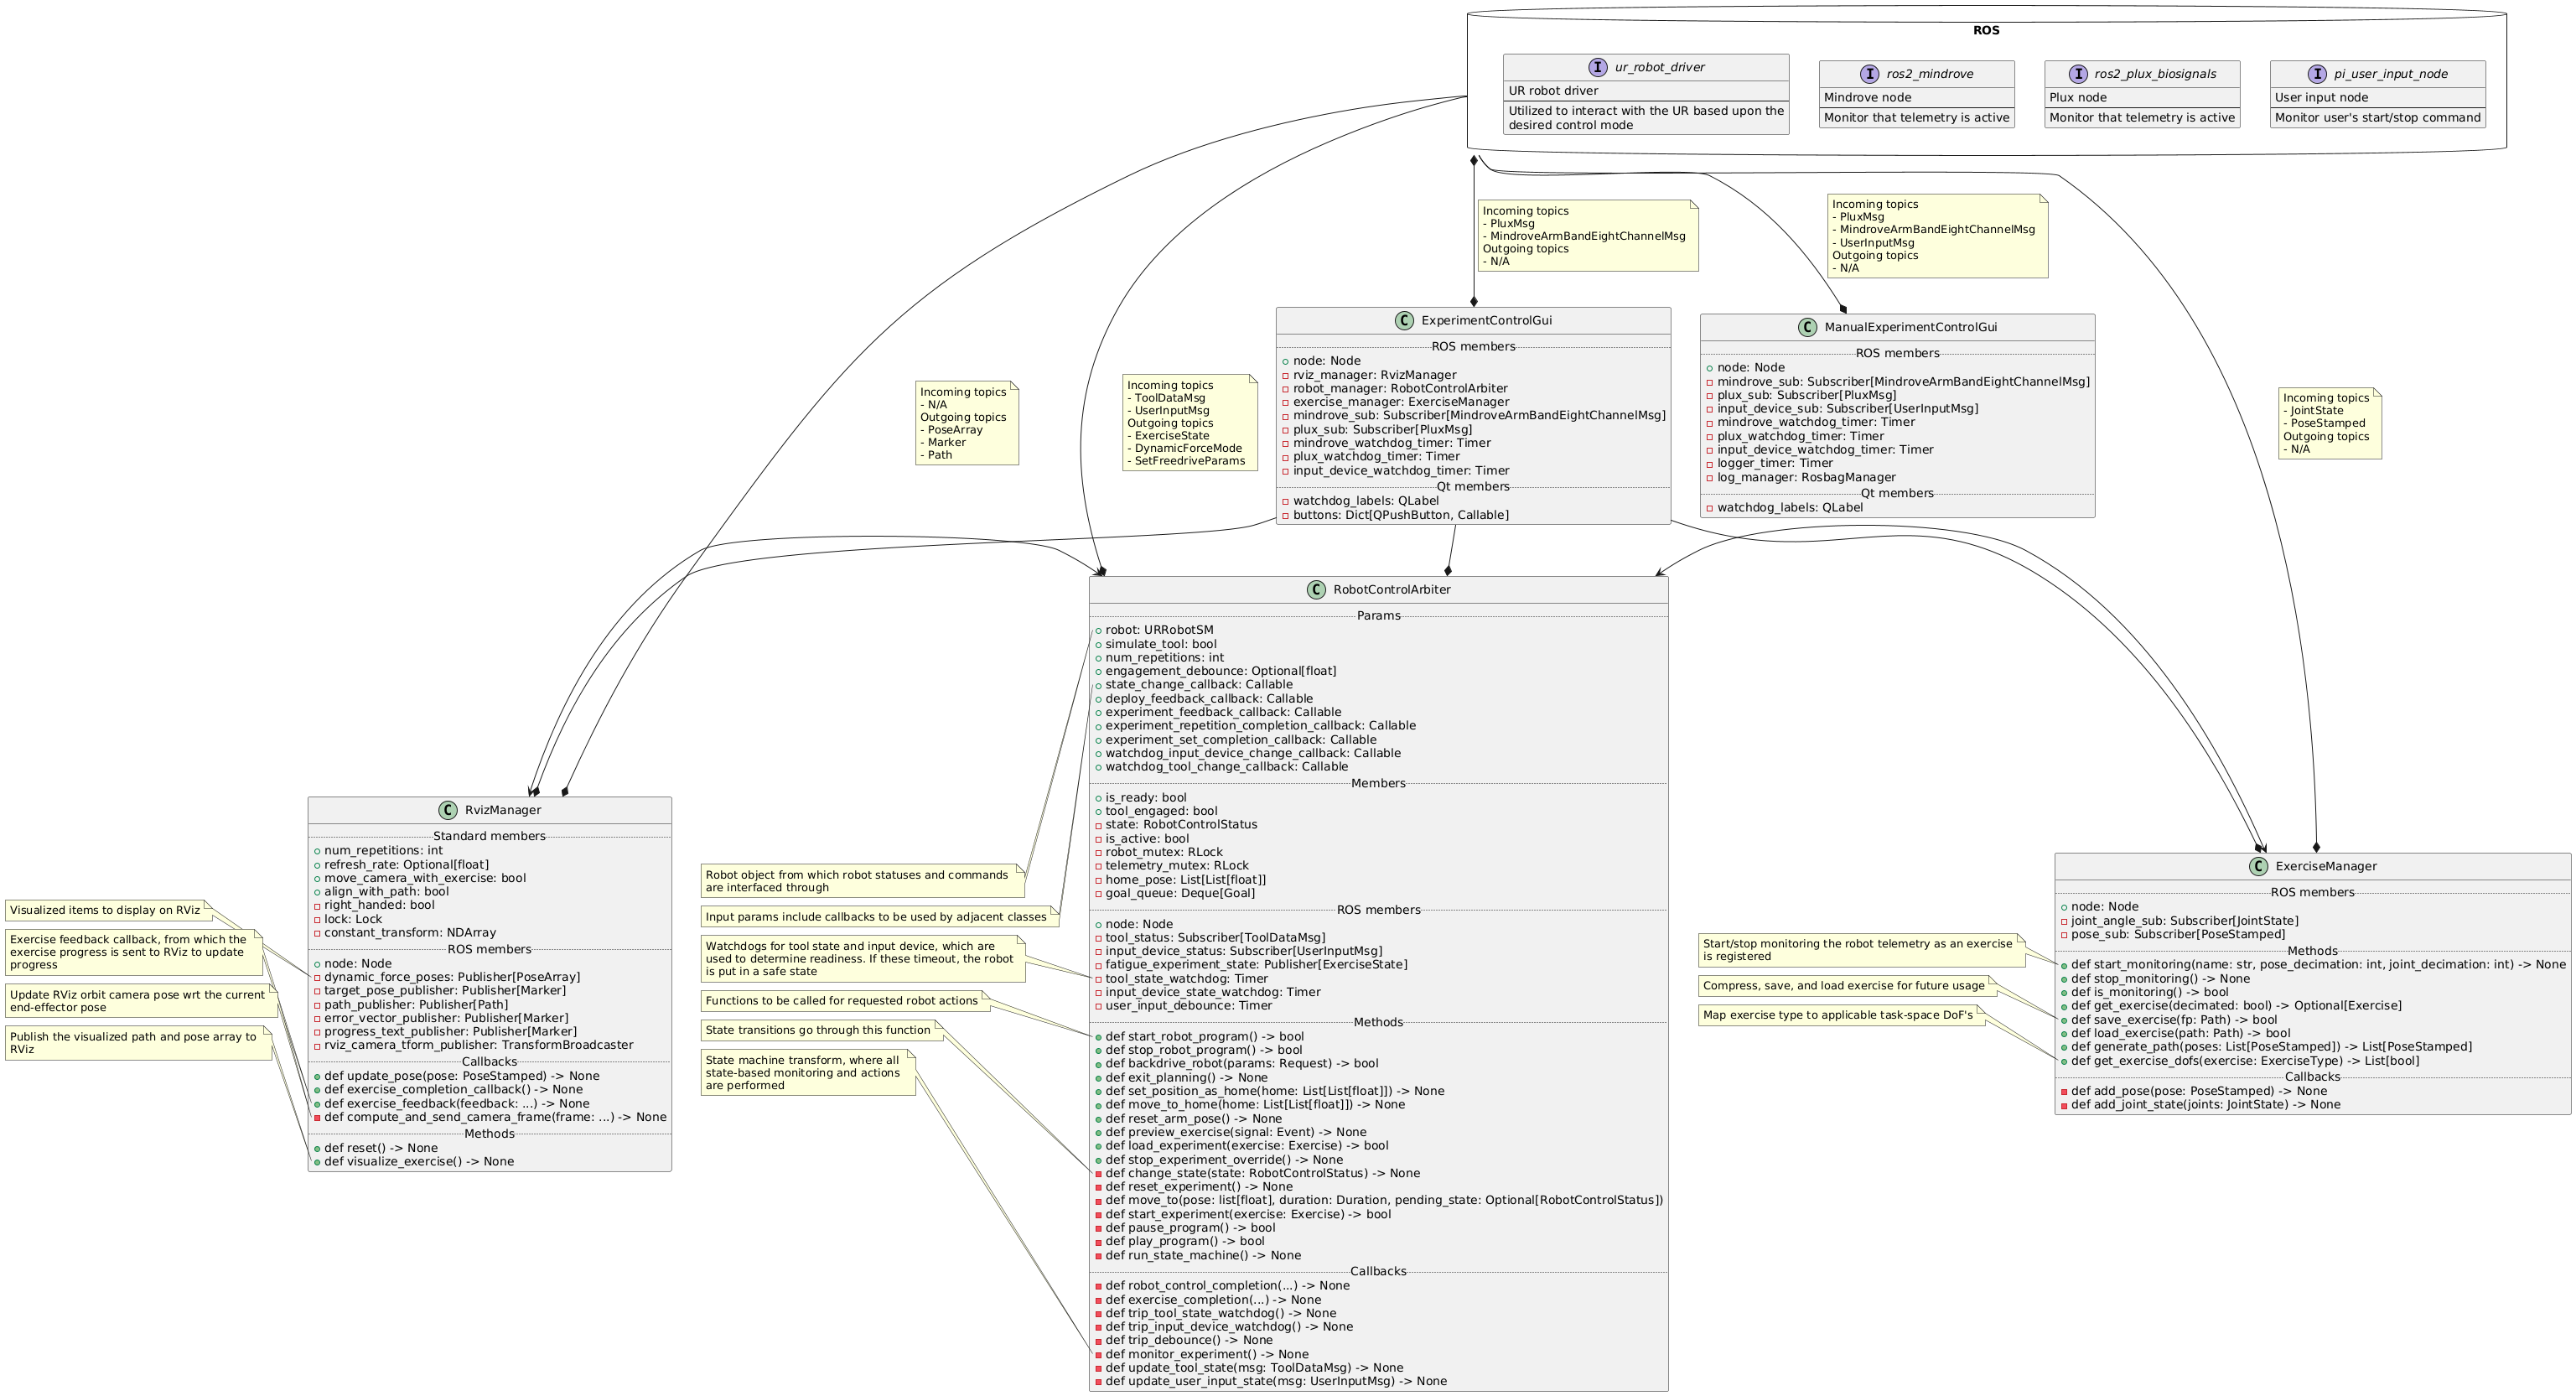 ROS
I ur_robot_driver
UR robot driver
Utilized to interact with the UR based upon the
desired control mode
I ros2_mindrove
Mindrove node
Monitor that telemetry is active
I ros2_plux_biosignals
Plux node
Monitor that telemetry is active
I pi_user_input_node
User input node
Monitor user's start/stop command
Incoming topics
- PluxMsg
- MindroveArmBandEightChannelMsg
Outgoing topics
- N/A
Incoming topics
- PluxMsg
- MindroveArmBandEightChannelMsg
- UserInputMsg
Outgoing topics
- N/A
Incoming topics
- N/A
Outgoing topics
- PoseArray
- Marker
- Path
Incoming topics
- ToolDataMsg
- UserInputMsg
Outgoing topics
- ExerciseState
- DynamicForceMode
- SetFreedriveParams
C ExperimentControlGui
ROS members
node: Node
rviz_manager: RvizManager
robot_manager: RobotControlArbiter
exercise_manager: ExerciseManager
mindrove_sub: Subscriber[MindroveArmBandEightChannelMsg]
plux_sub: Subscriber[PluxMsg]
mindrove_watchdog_timer: Timer
plux_watchdog_timer: Timer
input_device_watchdog_timer: Timer
Qt members
watchdog_labels: QLabel
buttons: Dict[QPushButton, Callable]
C ManualExperimentControlGui
ROS members
node: Node
mindrove_sub: Subscriber[MindroveArmBandEightChannelMsg]
plux_sub: Subscriber[PluxMsg]
input_device_sub: Subscriber[UserInputMsg]
mindrove_watchdog_timer: Timer
plux_watchdog_timer: Timer
input_device_watchdog_timer: Timer
logger_timer: Timer
log_manager: RosbagManager
Qt members
watchdog_labels: QLabel
Incoming topics
- JointState
- PoseStamped
Outgoing topics
- N/A
C RobotControlArbiter
Params
robot: URRobotSM
simulate_tool: bool
num_repetitions: int
engagement_debounce: Optional[float]
state_change_callback: Callable
deploy_feedback_callback: Callable
experiment_feedback_callback: Callable
experiment_repetition_completion_callback: Callable
experiment_set_completion_callback: Callable
watchdog_input_device_change_callback: Callable
watchdog_tool_change_callback: Callable
Members
is_ready: bool
tool_engaged: bool
state: RobotControlStatus
is_active: bool
robot_mutex: RLock
telemetry_mutex: RLock
home_pose: List[List[float]]
goal_queue: Deque[Goal]
ROS members
node: Node
tool_status: Subscriber[ToolDataMsg]
input_device_status: Subscriber[UserInputMsg]
fatigue_experiment_state: Publisher[ExerciseState]
tool_state_watchdog: Timer
input_device_state_watchdog: Timer
user_input_debounce: Timer
Methods
def start_robot_program() -> bool
def stop_robot_program() -> bool
def backdrive_robot(params: Request) -> bool
def exit_planning() -> None
def set_position_as_home(home: List[List[float]]) -> None
def move_to_home(home: List[List[float]]) -> None
def reset_arm_pose() -> None
def preview_exercise(signal: Event) -> None
def load_experiment(exercise: Exercise) -> bool
def stop_experiment_override() -> None
def change_state(state: RobotControlStatus) -> None
def reset_experiment() -> None
def move_to(pose: list[float], duration: Duration, pending_state: Optional[RobotControlStatus])
def start_experiment(exercise: Exercise) -> bool
def pause_program() -> bool
def play_program() -> bool
def run_state_machine() -> None
Callbacks
def robot_control_completion(...) -> None
def exercise_completion(...) -> None
def trip_tool_state_watchdog() -> None
def trip_input_device_watchdog() -> None
def trip_debounce() -> None
def monitor_experiment() -> None
def update_tool_state(msg: ToolDataMsg) -> None
def update_user_input_state(msg: UserInputMsg) -> None
Robot object from which robot statuses and commands
are interfaced through
Input params include callbacks to be used by adjacent classes
Watchdogs for tool state and input device, which are
used to determine readiness. If these timeout, the robot
is put in a safe state
Functions to be called for requested robot actions
State transitions go through this function
State machine transform, where all
state-based monitoring and actions
are performed
C RvizManager
Standard members
num_repetitions: int
refresh_rate: Optional[float]
move_camera_with_exercise: bool
align_with_path: bool
right_handed: bool
lock: Lock
constant_transform: NDArray
ROS members
node: Node
dynamic_force_poses: Publisher[PoseArray]
target_pose_publisher: Publisher[Marker]
path_publisher: Publisher[Path]
error_vector_publisher: Publisher[Marker]
progress_text_publisher: Publisher[Marker]
rviz_camera_tform_publisher: TransformBroadcaster
Callbacks
def update_pose(pose: PoseStamped) -> None
def exercise_completion_callback() -> None
def exercise_feedback(feedback: ...) -> None
def compute_and_send_camera_frame(frame: ...) -> None
Methods
def reset() -> None
def visualize_exercise() -> None
Visualized items to display on RViz
Exercise feedback callback, from which the
exercise progress is sent to RViz to update
progress
Update RViz orbit camera pose wrt the current
end-effector pose
Publish the visualized path and pose array to
RViz
C ExerciseManager
ROS members
node: Node
joint_angle_sub: Subscriber[JointState]
pose_sub: Subscriber[PoseStamped]
Methods
def start_monitoring(name: str, pose_decimation: int, joint_decimation: int) -> None
def stop_monitoring() -> None
def is_monitoring() -> bool
def get_exercise(decimated: bool) -> Optional[Exercise]
def save_exercise(fp: Path) -> bool
def load_exercise(path: Path) -> bool
def generate_path(poses: List[PoseStamped]) -> List[PoseStamped]
def get_exercise_dofs(exercise: ExerciseType) -> List[bool]
Callbacks
def add_pose(pose: PoseStamped) -> None
def add_joint_state(joints: JointState) -> None
Start/stop monitoring the robot telemetry as an exercise
is registered
Compress, save, and load exercise for future usage
Map exercise type to applicable task-space DoF's